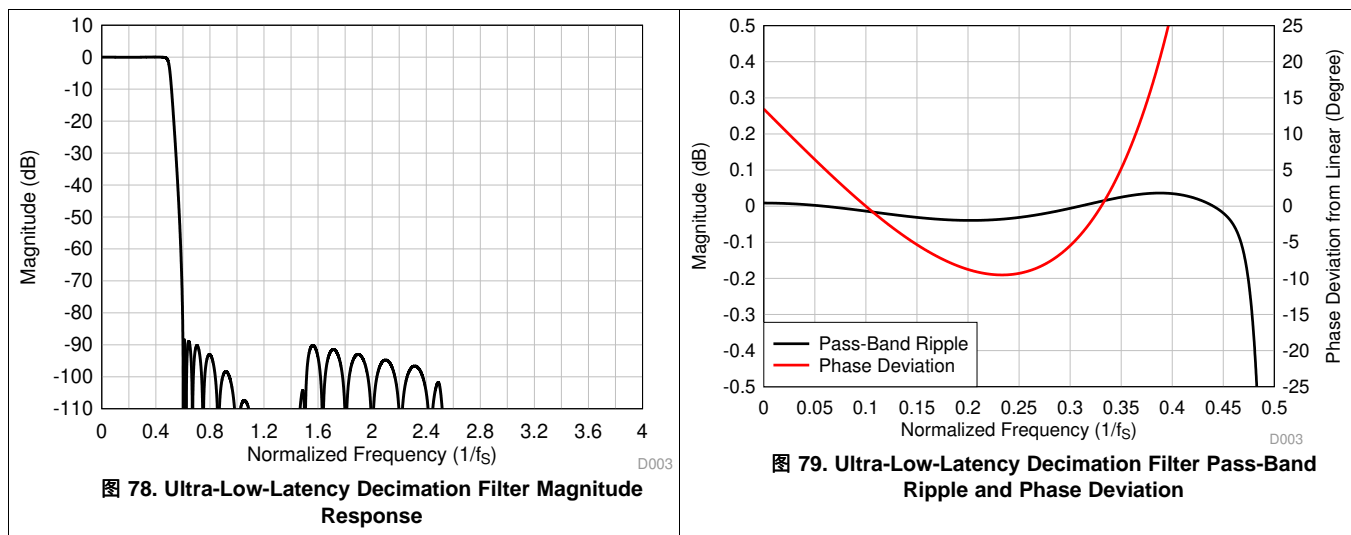 10
0
-10
-20
-30
-40
-50
-60
-70
-80
-90
-100
-110
Magnitude (dB)
0 0.4 0.8 1.2 1.6 2 2.4 2.8 3.2 3.6 4
Normalized Frequency (1/fS)
D003
图 78. Ultra-Low-Latency Decimation Filter Magnitude
Response
0.5
0.4
0.3
0.2
0.1
0
-0.1
-0.2
-0.3
-0.4
-0.5
Magnitude (dB)
25
20
15
10
5
0
-5
-10
-15
-20
-25
Phase Deviation from Linear (Degree)
Pass-Band Ripple
Phase Deviation
0 0.05 0.1 0.15 0.2 0.25 0.3 0.35 0.4 0.45 0.5
Normalized Frequency (1/fS)
D003
图 79. Ultra-Low-Latency Decimation Filter Pass-Band
Ripple and Phase Deviation